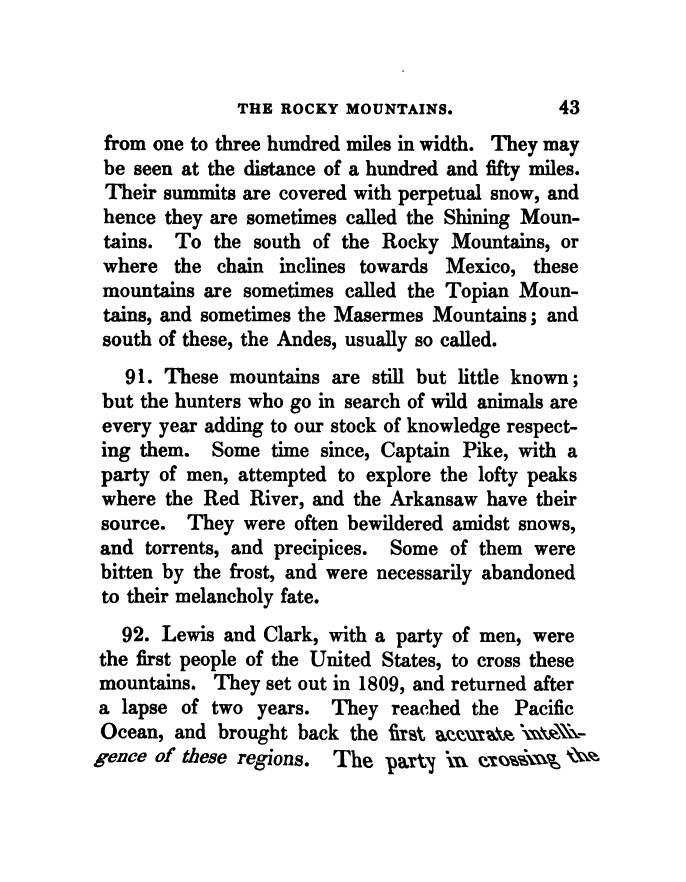 THE ROCKY MOUNTAINS. 43
from one to three hundred miles in width. They may
be seen at the distance of a hundred and fifty miles.
Their summits are covered with perpetual snow, and
hence they are sometimes called the Shining Moun-
tains. To the south of the Rocky Mountains, or
where the chain inclines towards Mexico, these
mountains are sometimes called the Topian Moun-
tains, and sometimes the Masermes Mountains; and
south of these, the Andes, usually so called.
91. These mountains are still but little known;
but the hunters who go in search of wild animals are
every year adding to our stock of knowledge respect-
ing them. Some time since, Captain Pike, with a
party of men, attempted to explore the lofty peaks
where the Red River, and the Arkansaw have their
source. They were often bewildered amidst snows,
and torrents, and precipices. Some of them were
bitten by the frost, and were necessarily abandoned
to their melancholy fate.
92. Lewis and Clark, with a party of men, were
the first people of the United States, to cross these
mountains. They set out in 1809, and returned after
a lapse of two years. They reached the Pacific
Ocean, and brought back the first accurate intelli-
gence of these regions. The party in crossing the